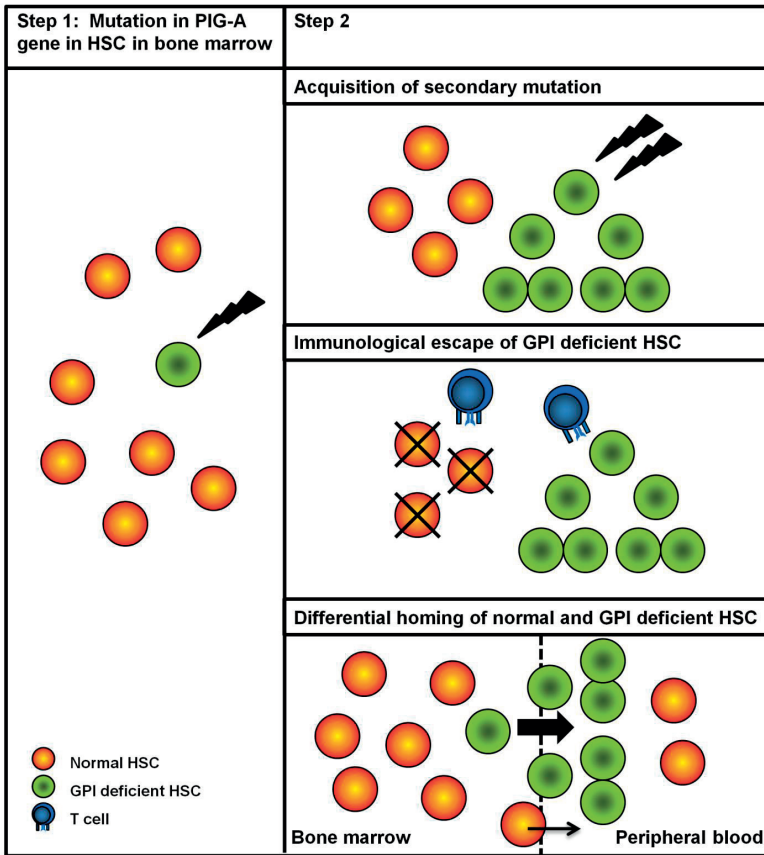 Step 1:  Mutation in PIG-A
gene in HSC in bone marrow
Step 2
Acquisition of secondary mutation
Immunological escape of GPI deficient HSC
Differential homing of normal and GPI deficient HSC
Normal HSC
GPI deficient HSC
T cell
Bone marrow
Peripheral blood